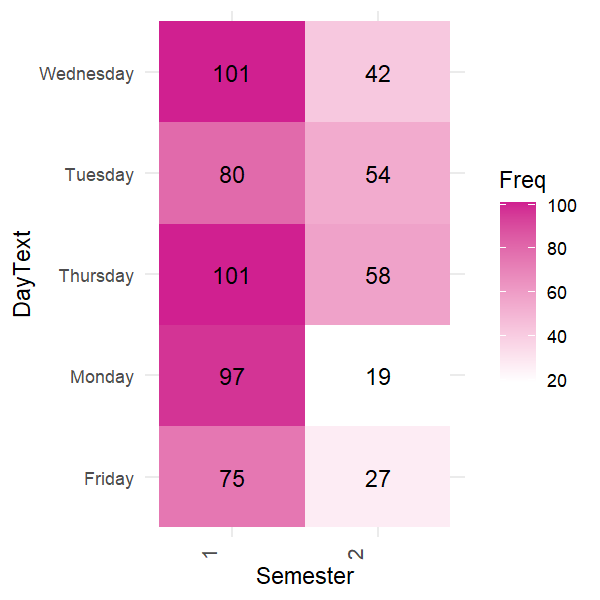 Wednesday 101 42
Tuesday 80 54
Thursday 101 58
Monday 97 19
Friday 75 27
1 2
Semester
DayText
Freq
100
80
60
40
20